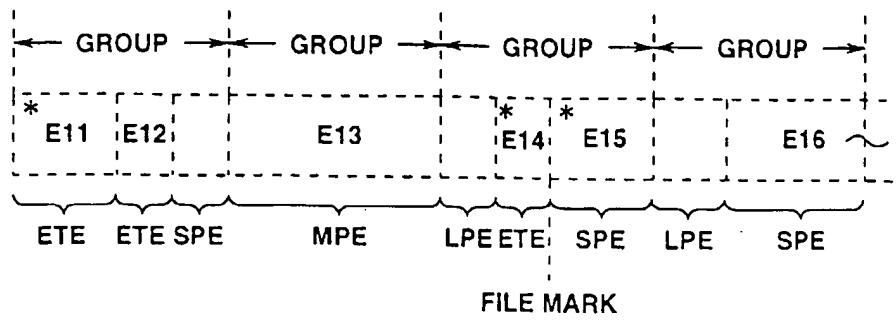 GROUP GROUP GROUP GROUP
* E11 E12 E13 * E14 * E15 E16
ETE ETE SPE MPE LPE ETE SPE LPE SPE
FILE MARK